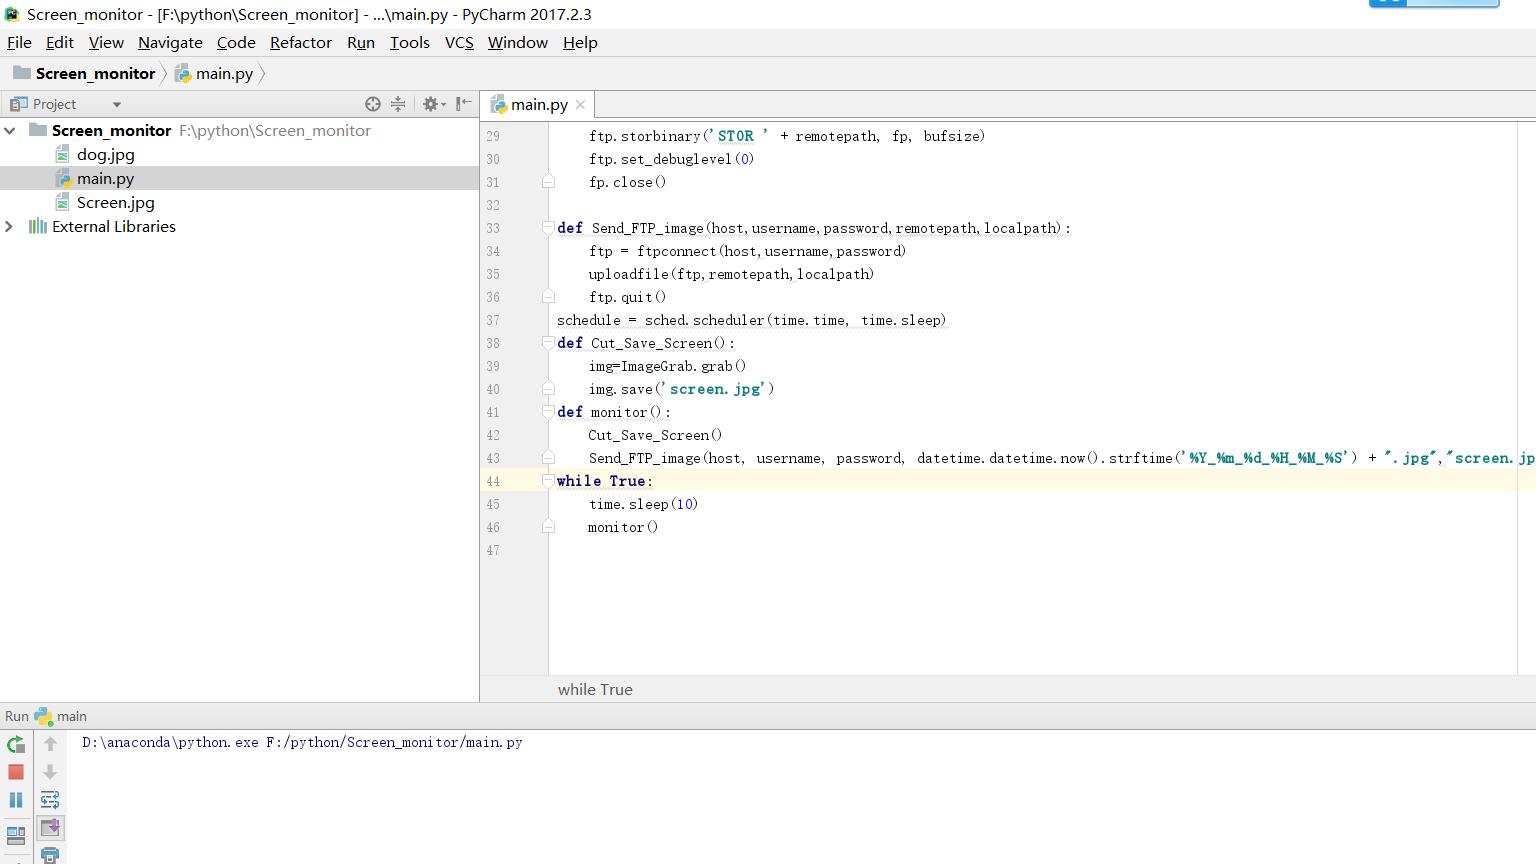 Screen_monitor - [F:\python\Screen_monitor] - ...\main.py - PyCharm 2017.2.3
File Edit View Navigate Code Refactor Run Tools VCS Window Help
Screen_monitor main.py
Project
main.py
Screen_monitor F:\python\Screen_monitor
dog.jpg
main.py
Screen.jpg
External Libraries
29 ftp.storbinary('STOR ' + remotepath, fp, bufsize)
30 ftp.set_debuglevel(0)
31 fp.close()
32
33 def Send_FTP_image(host,username,password,remotepath,localpath):
34 ftp = ftpconnect(host,username,password)
35 uploadfile(ftp,remotepath,localpath)
36 ftp.quit()
37 schedule = sched.scheduler(time.time, time.sleep)
38 def Cut_Save_Screen():
39 img=ImageGrab.grab()
40 img.save('screen.jpg')
41 def monitor():
42 Cut_Save_Screen()
43 Send_FTP_image(host, username, password, datetime.datetime.now().strftime('%Y_%m_%d_%H_%M_%S') + ".jpg","screen.jp
44 while True:
45 time.sleep(10)
46 monitor()
47
while True
Run main
D:\anaconda\python.exe F:/python/Screen_monitor/main.py